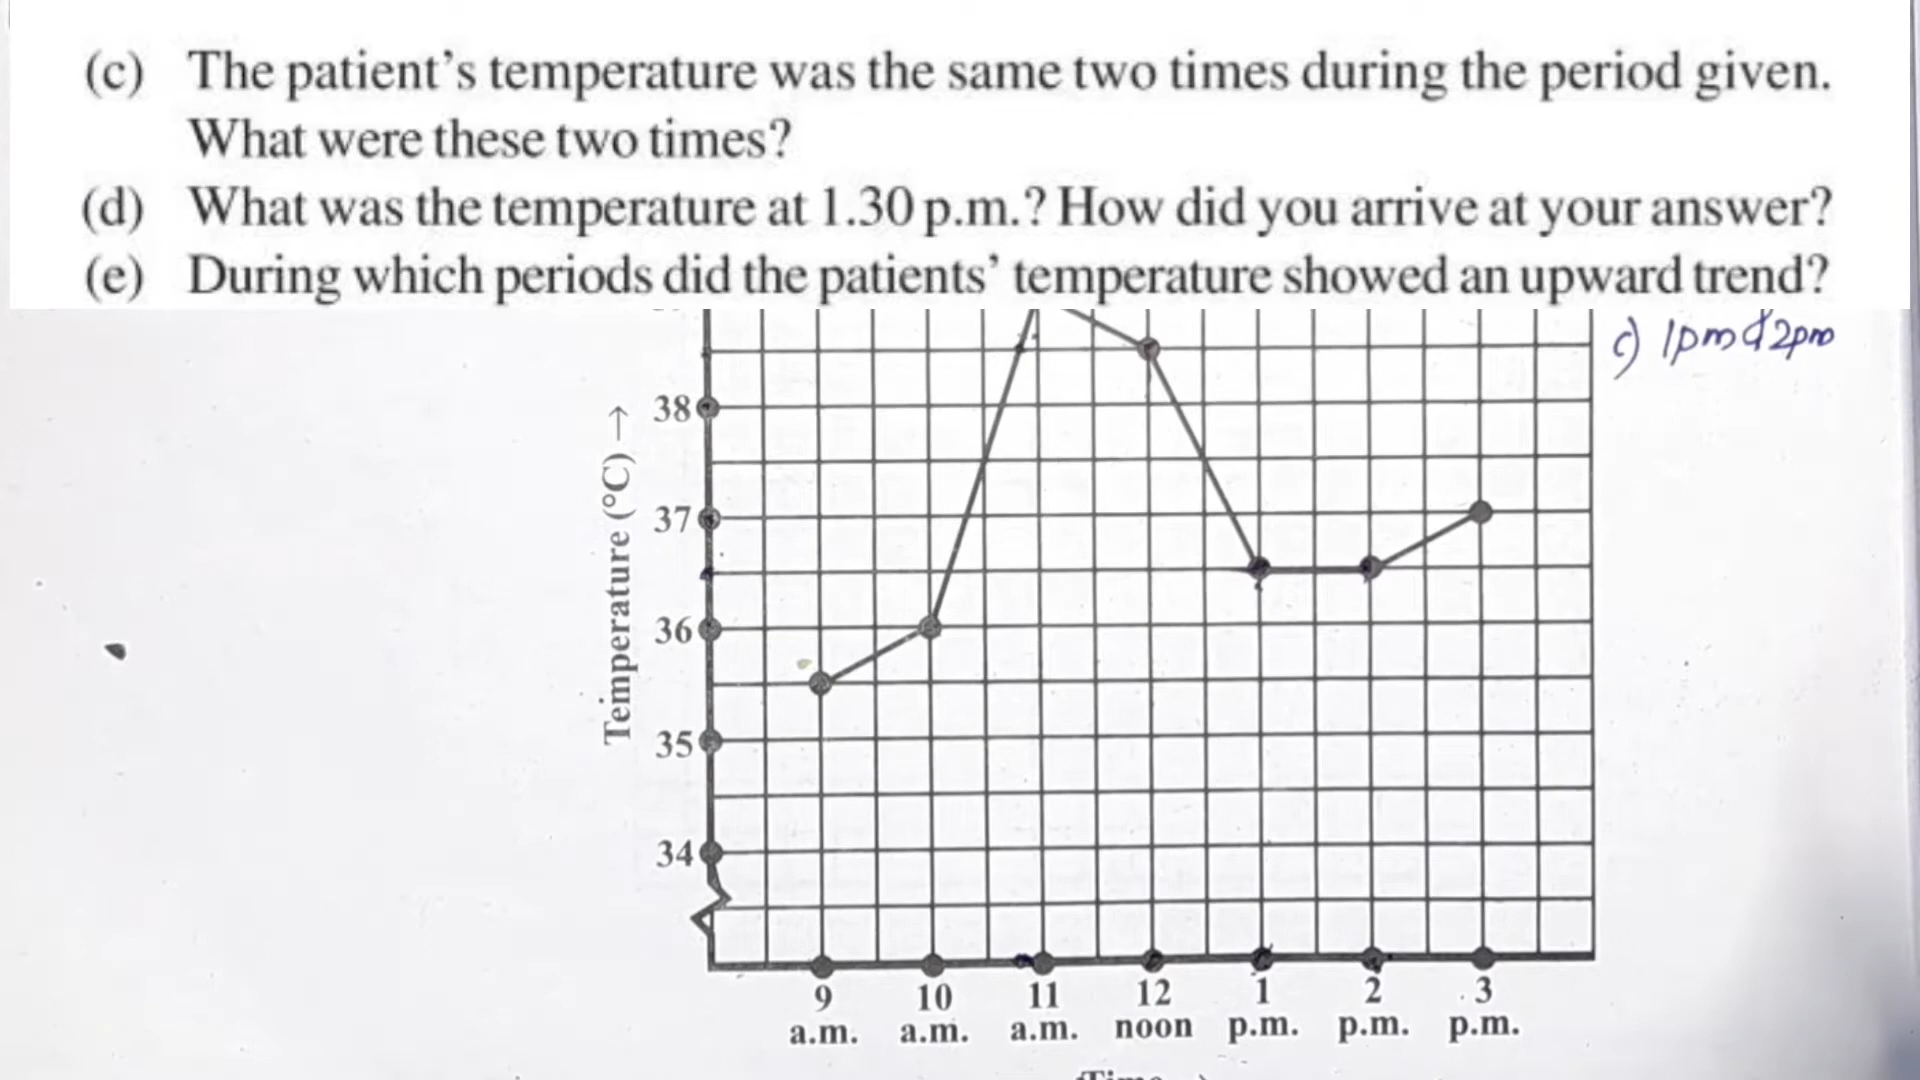 (c) The patient's temperature was the same two times during the period given.
What were these two times?
(d) What was the temperature at 1.30 p.m.? How did you arrive at your answer?
(e) During which periods did the patients' temperature showed an upward trend?
c) 1pm & 2pm
Temperature (°C) →
38
37
36
35
34
9 10 11 12 1 2 3
a.m. a.m. a.m. noon p.m. p.m. p.m.